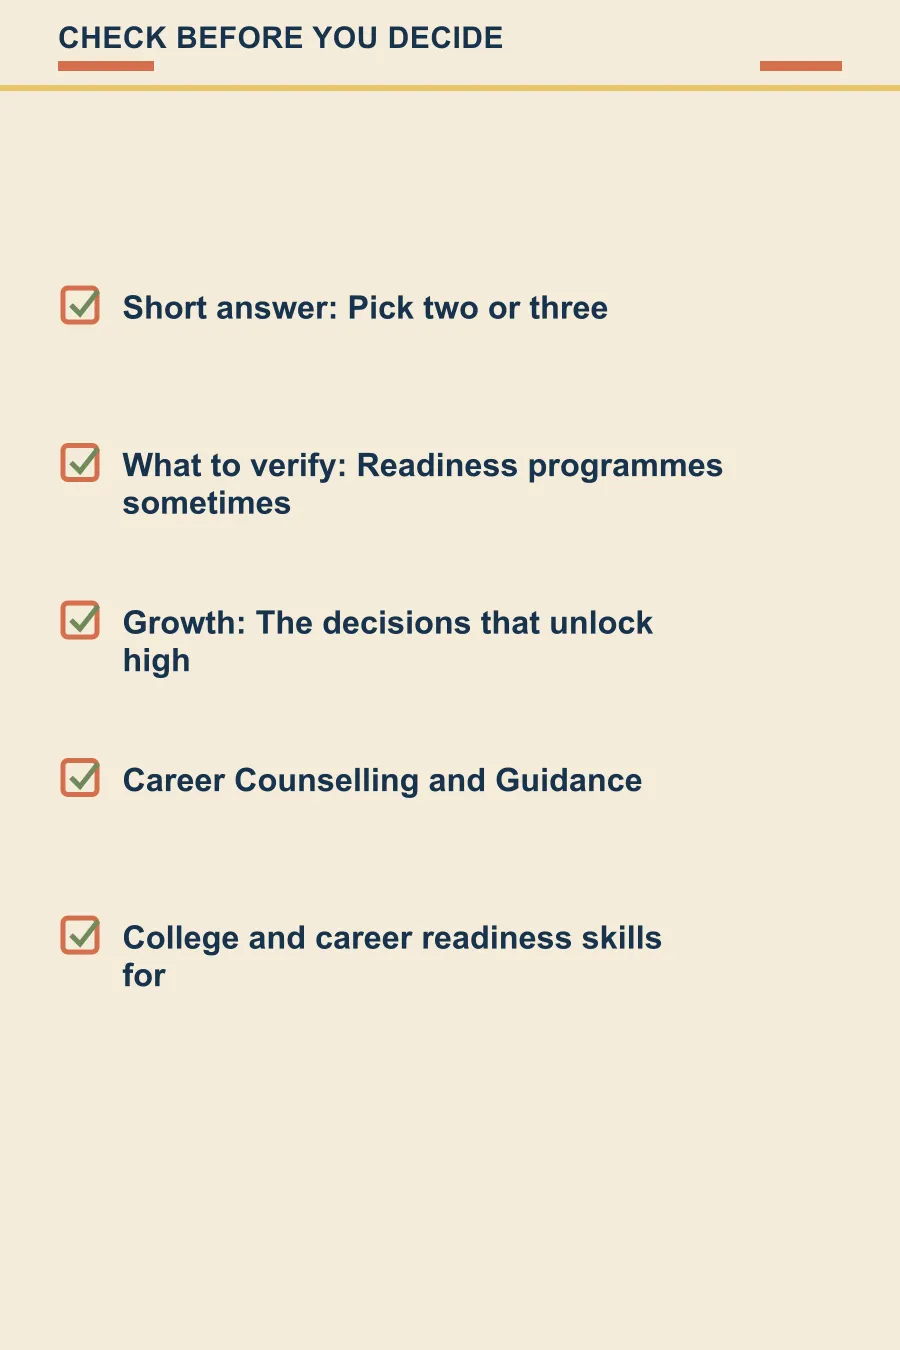 CHECK BEFORE YOU DECIDE
Short answer: Pick two or three
What to verify: Readiness programmes
sometimes
Growth: The decisions that unlock
high
Career Counselling and Guidance
College and career readiness skills
for